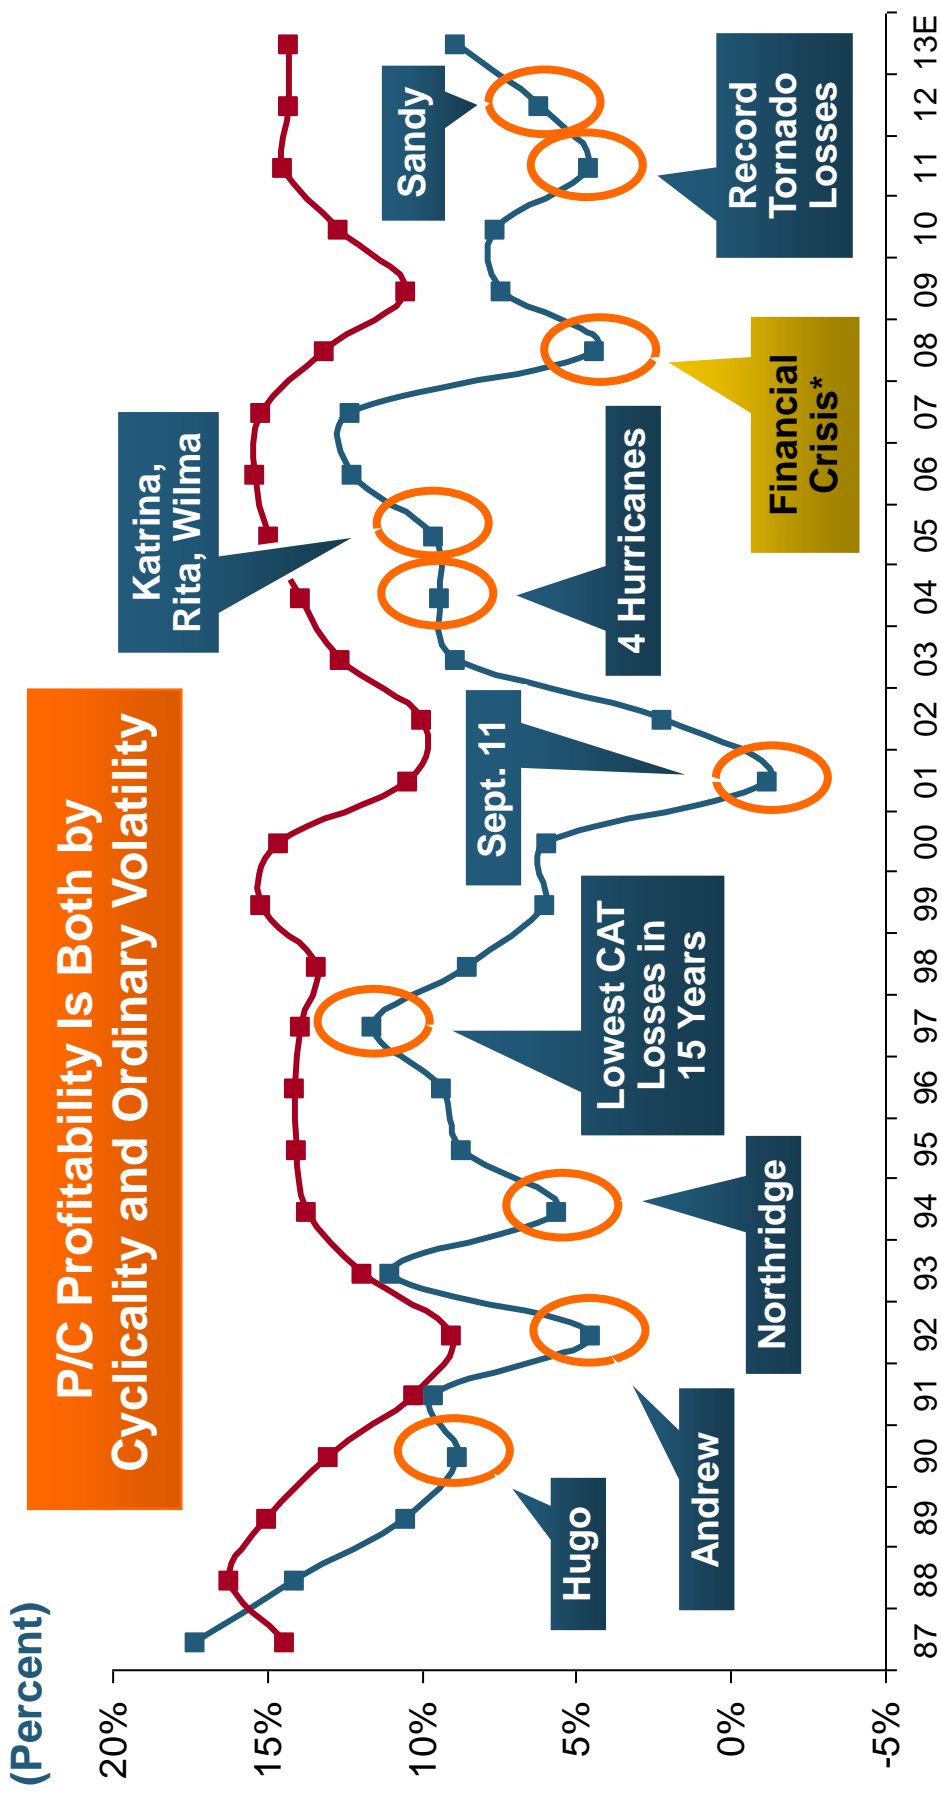 (Percent)
P/C Profitability Is Both by
Cyclicality and Ordinary Volatility
20%
15%
10%
5%
0%
-5%
Hugo
Andrew
Northridge
Lowest CAT
Losses in
15 Years
Sept. 11
4 Hurricanes
Katrina,
Rita, Wilma
Financial
Crisis*
Record
Tornado
Losses
Sandy
87 88 89 90 91 92 93 94 95 96 97 98 99 00 01 02 03 04 05 06 07 08 09 10 11 12 13E